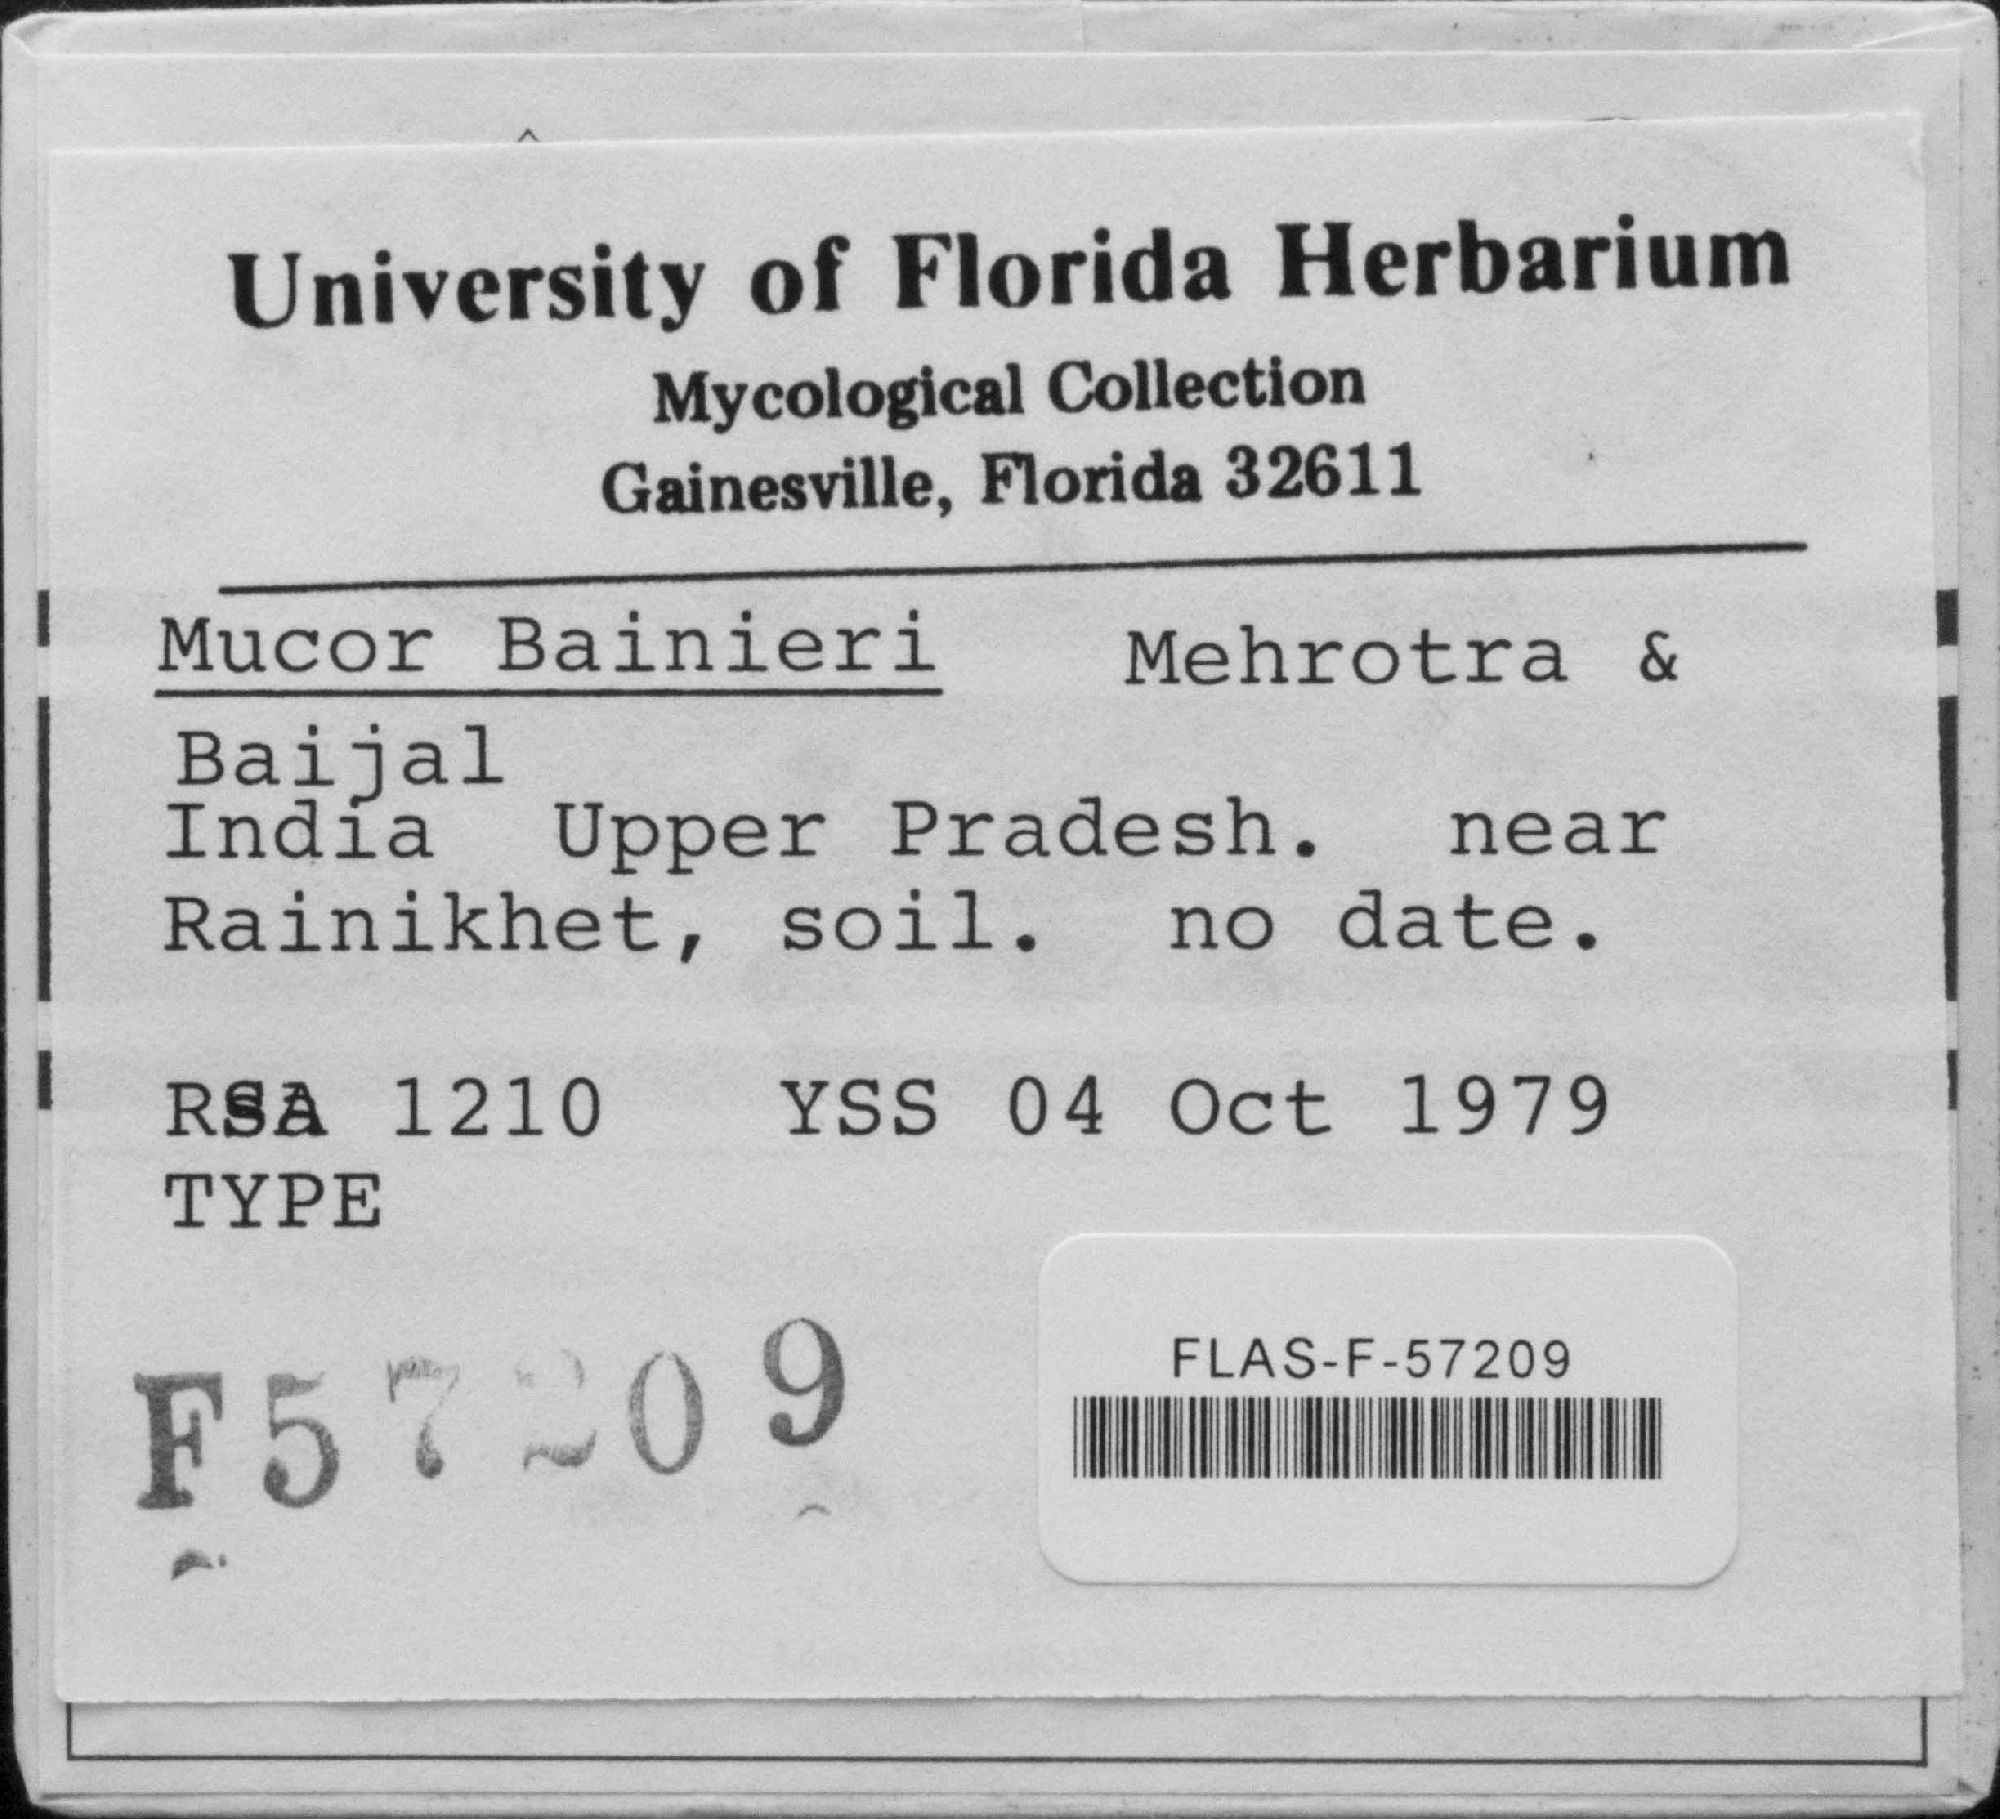 University of Florida Herbarium
Mycological Collection
Gainesville, Florida 32611
Mucor Bainieri Mehrotra &
Baijal
India Upper Pradesh. near
Rainikhet, soil. no date.
RSA 1210 YSS 04 Oct 1979
TYPE
F57209
FLAS-F-57209